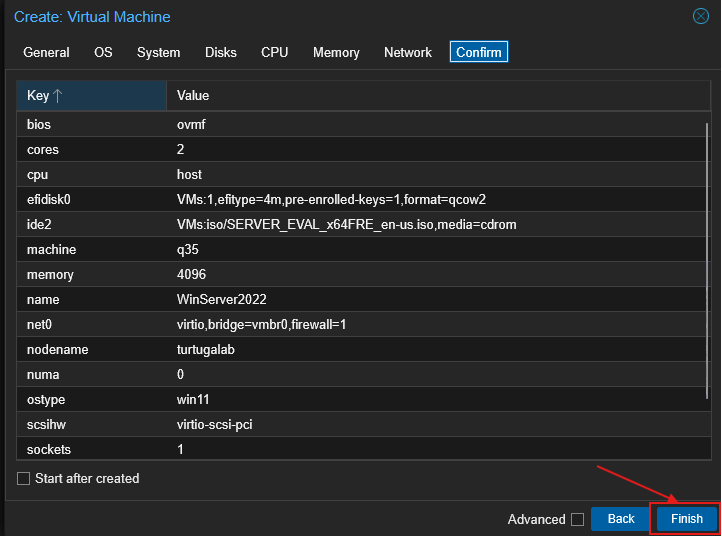 Create: Virtual Machine
General OS System Disks CPU Memory Network Confirm
Key Value
bios ovmf
cores 2
cpu host
efidisk0 VMs:1,efitype=4m,pre-enrolled-keys=1,format=qcow2
ide2 VMs:iso/SERVER_EVAL_x64FRE_en-us.iso,media=cdrom
machine q35
memory 4096
name WinServer2022
net0 virtio,bridge=vmbr0,firewall=1
nodename turtugalab
numa 0
ostype win11
scsihw virtio-scsi-pci
sockets 1
Start after created
Advanced Back Finish